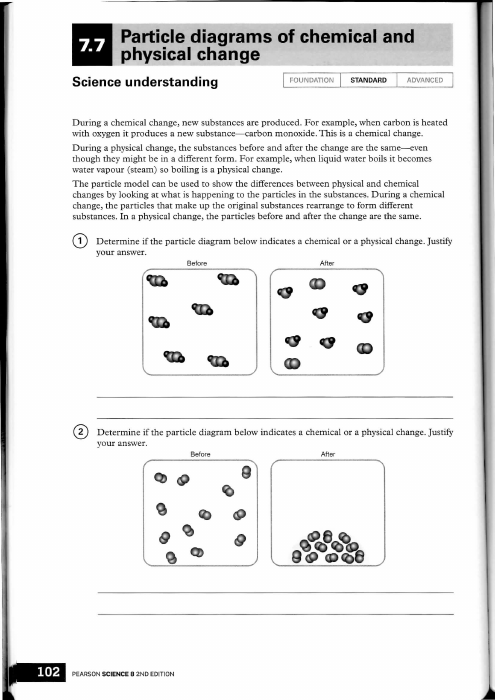 7.7
Particle diagrams of chemical and
physical change
Science understanding
FOUNDATION STANDARD ADVANCED
During a chemical change, new substances are produced. For example, when carbon is heated
with oxygen it produces a new substance—carbon monoxide. This is a chemical change.
During a physical change, the substances before and after the change are the same—even
though they might be in a different form. For example, when liquid water boils it becomes
water vapour (steam) so boiling is a physical change.
The particle model can be used to show the differences between physical and chemical
changes by looking at what is happening to the particles in the substances. During a chemical
change, the particles that make up the original substances rearrange to form different
substances. In a physical change, the particles before and after the change are the same.
1 Determine if the particle diagram below indicates a chemical or a physical change. Justify
your answer.
Before After
2 Determine if the particle diagram below indicates a chemical or a physical change. Justify
your answer.
Before After
102 PEARSON SCIENCE 8 2ND EDITION